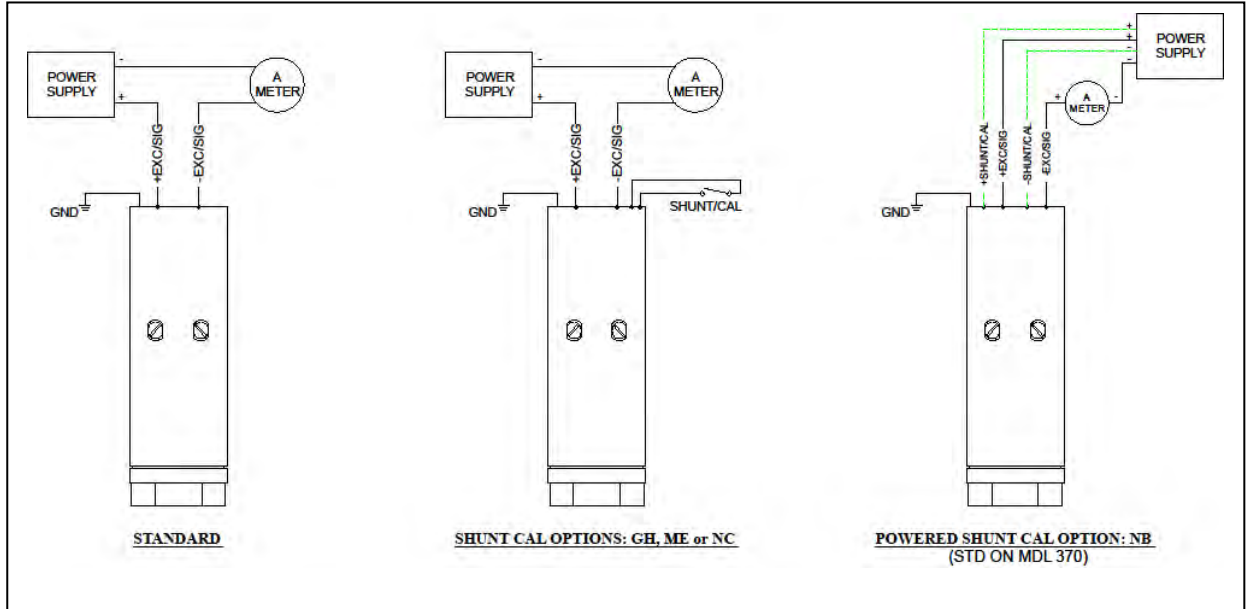 POWER
SUPPLY
-
+
A
METER
+EXC/SIG
-EXC/SIG
GND
STANDARD
POWER
SUPPLY
-
+
A
METER
+EXC/SIG
-EXC/SIG
GND
SHUNT/CAL
SHUNT CAL OPTIONS: GH, ME or NC
POWER
SUPPLY
+
+
-
-
+
A
METER
-
+SHUNT/CAL
+EXC/SIG
-SHUNT/CAL
-EXC/SIG
GND
POWERED SHUNT CAL OPTION: NB
(STD ON MDL 370)